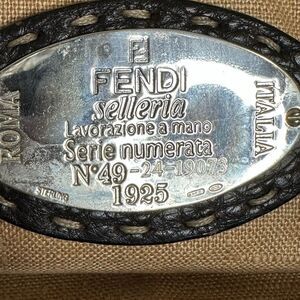 F
FENDI
selleria
Lavorazione a mano
Serie numerata
N°49-24-19073
1925
ROMA
ITALIA
STERLING